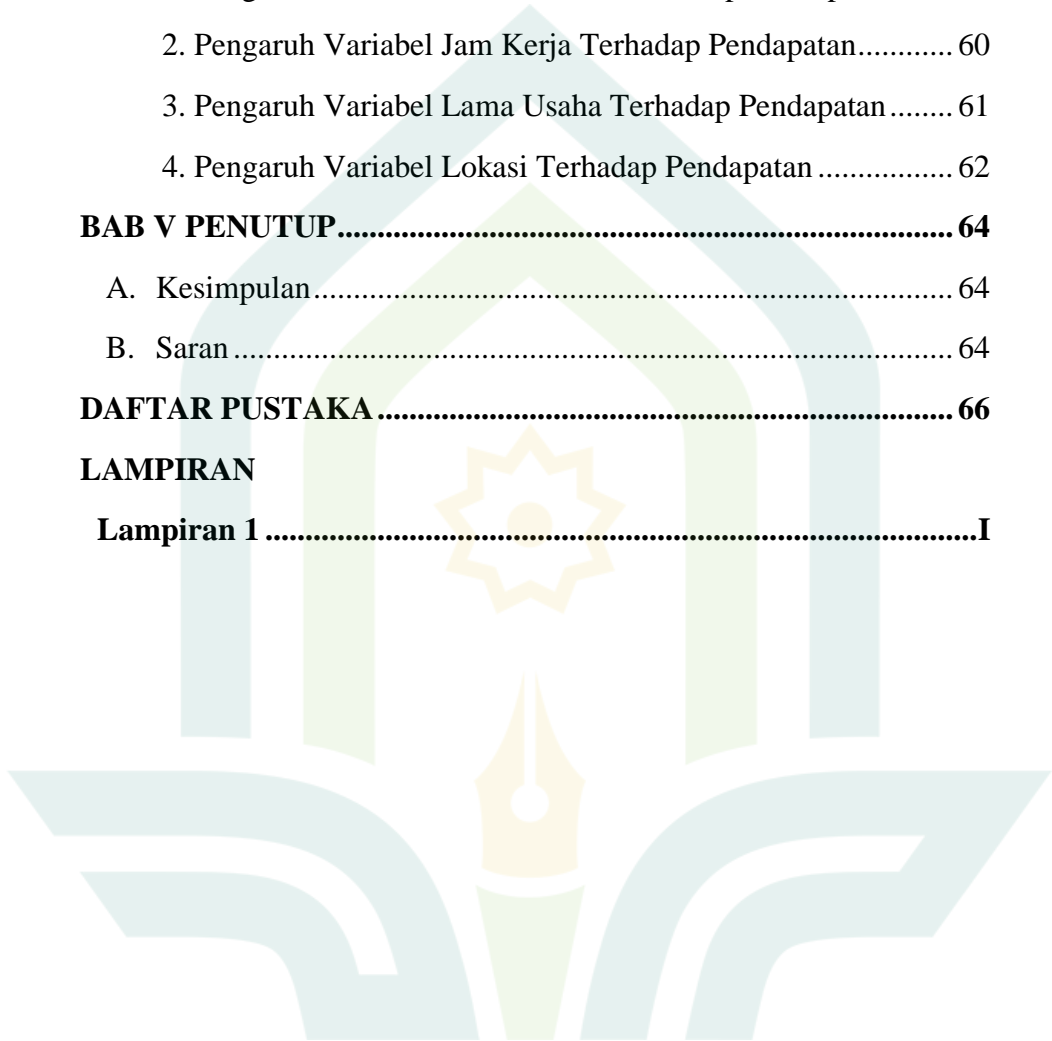 2. Pengaruh Variabel Jam Kerja Terhadap Pendapatan............ 60
3. Pengaruh Variabel Lama Usaha Terhadap Pendapatan........ 61
4. Pengaruh Variabel Lokasi Terhadap Pendapatan................. 62
BAB V PENUTUP............................................................................ 64
A. Kesimpulan............................................................................... 64
B. Saran......................................................................................... 64
DAFTAR PUSTAKA....................................................................... 66
LAMPIRAN
Lampiran 1........................................................................................I